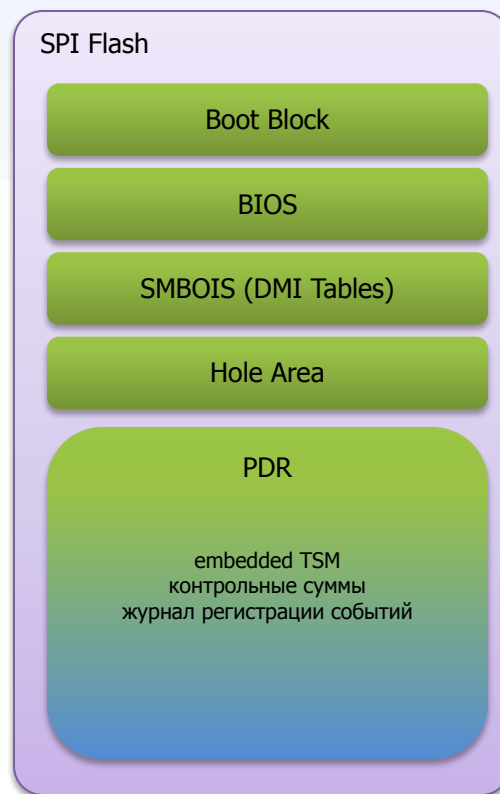 SPI Flash
Boot Block
BIOS
SMBOIS (DMI Tables)
Hole Area
PDR
embedded TSM
контрольные суммы
журнал регистрации событий